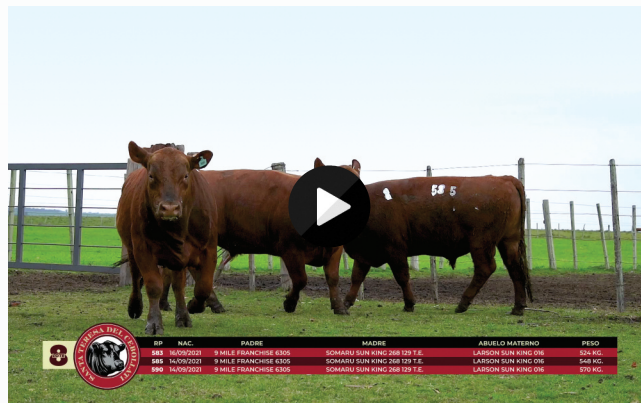 58 5
RP NAC. PADRE MADRE ABUELO MATERNO PESO
583 16/09/2021 9 MILE FRANCHISE 6305 SOMARU SUN KING 268 129 T.E. LARSON SUN KING 016 524 KG.
585 14/09/2021 9 MILE FRANCHISE 6305 SOMARU SUN KING 268 129 T.E. LARSON SUN KING 016 548 KG.
590 14/09/2021 9 MILE FRANCHISE 6305 SOMARU SUN KING 268 129 T.E. LARSON SUN KING 016 570 KG.
8
SANTA TERESA DEL CEBOLLATI